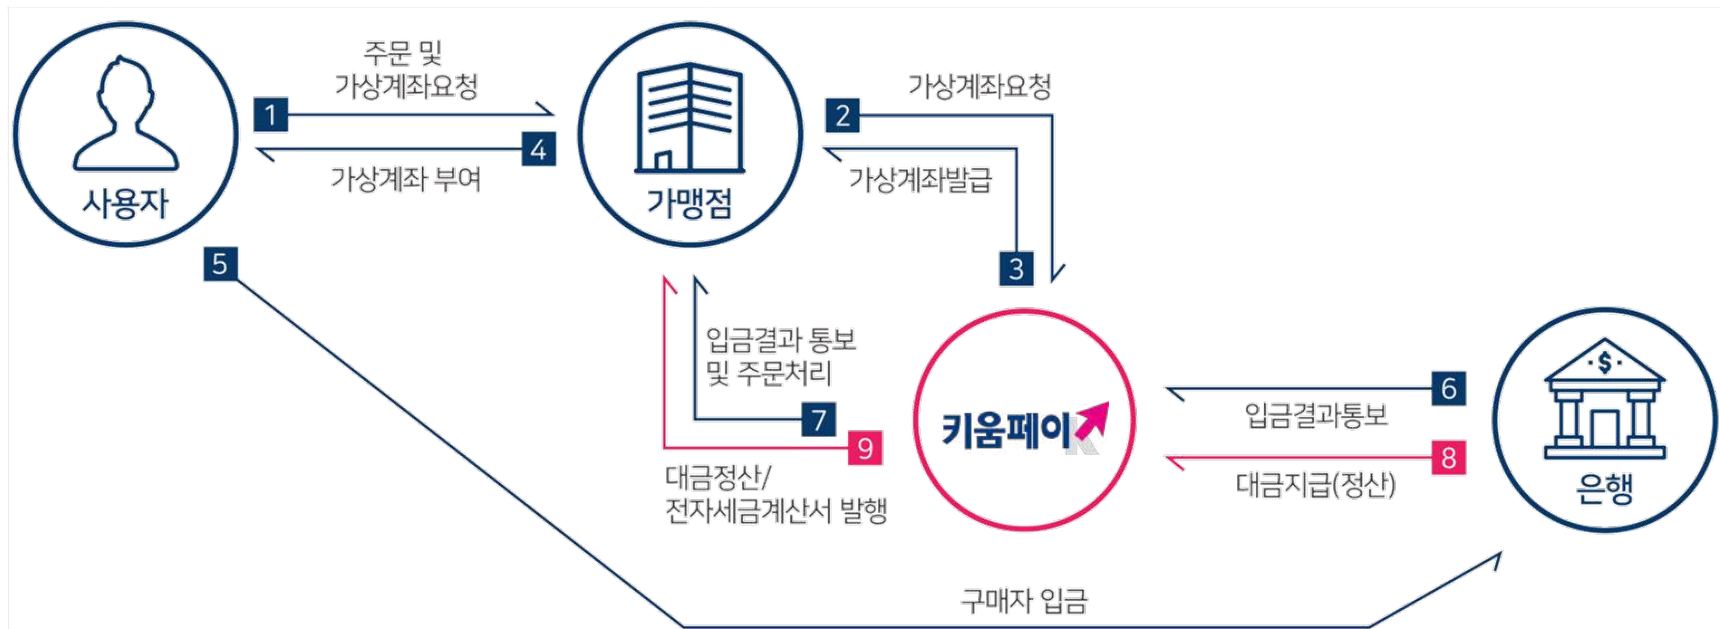 주문 및
가상계좌요청
1
4
가상계좌 부여
사용자
가맹점
2
가상계좌요청
가상계좌발급
3
5
입금결과 통보
및 주문처리
7
9
대금정산/
전자세금계산서 발행
키움페이
6
입금결과통보
8
대금지급(정산)
$
은행
구매자 입금